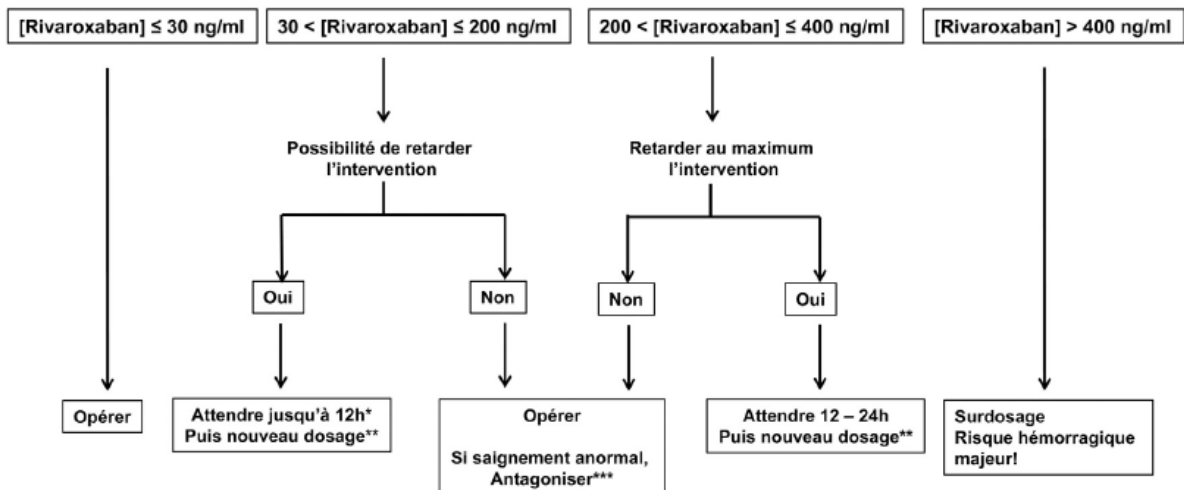 [Rivaroxaban] ≤ 30 ng/ml
30 < [Rivaroxaban] ≤ 200 ng/ml
200 < [Rivaroxaban] ≤ 400 ng/ml
[Rivaroxaban] > 400 ng/ml
Possibilité de retarder
l'intervention
Retarder au maximum
l'intervention
Oui
Non
Non
Oui
Opérer
Attendre jusqu'à 12h*
Puis nouveau dosage**
Opérer
Si saignement anormal,
Antagoniser***
Attendre 12 – 24h
Puis nouveau dosage**
Surdosage
Risque hémorragique
majeur!